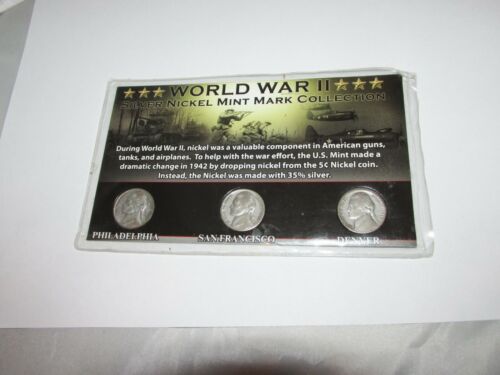 ★★★ WORLD WAR II ★★★
SILVER NICKEL MINT MARK COLLECTION
During World War II, nickel was a valuable component in American guns,
tanks, and airplanes. To help with the war effort, the U.S. Mint made a
dramatic change in 1942 by dropping nickel from the 5¢ Nickel coin.
Instead, the Nickel was made with 35% silver.
PHILADELPHIA SAN FRANCISCO DENVER